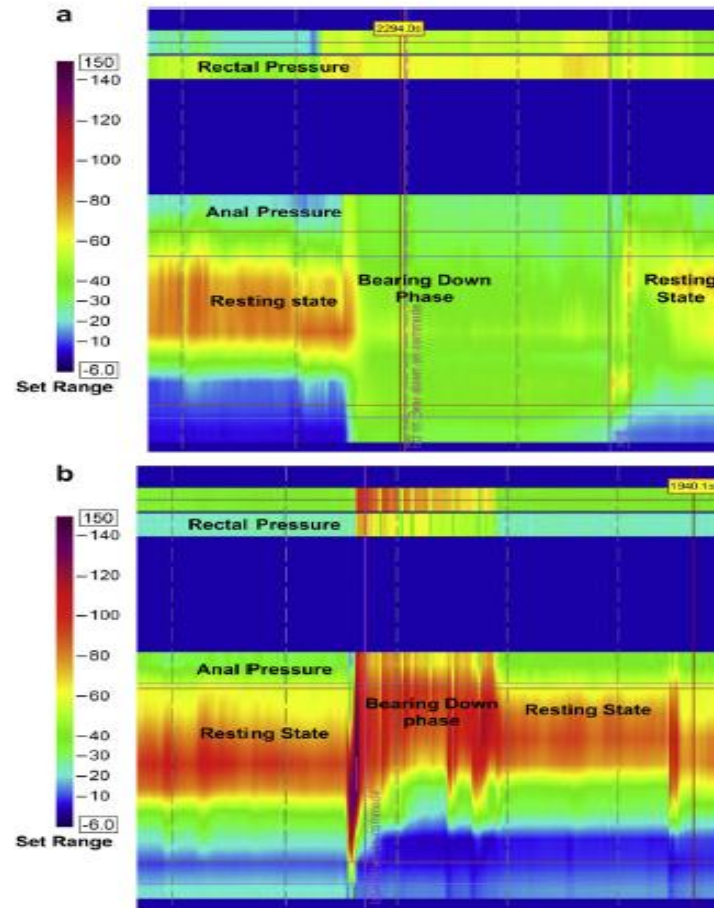 a
2294.0s
Rectal Pressure
150
140
120
100
80
60
40
30
20
10
-6.0
Set Range
Anal Pressure
Resting state
Bearing Down
Phase
Resting
State
b
1940.1s
Rectal Pressure
150
140
120
100
80
60
40
30
20
10
-6.0
Set Range
Anal Pressure
Resting State
Bearing Down
phase
Resting State